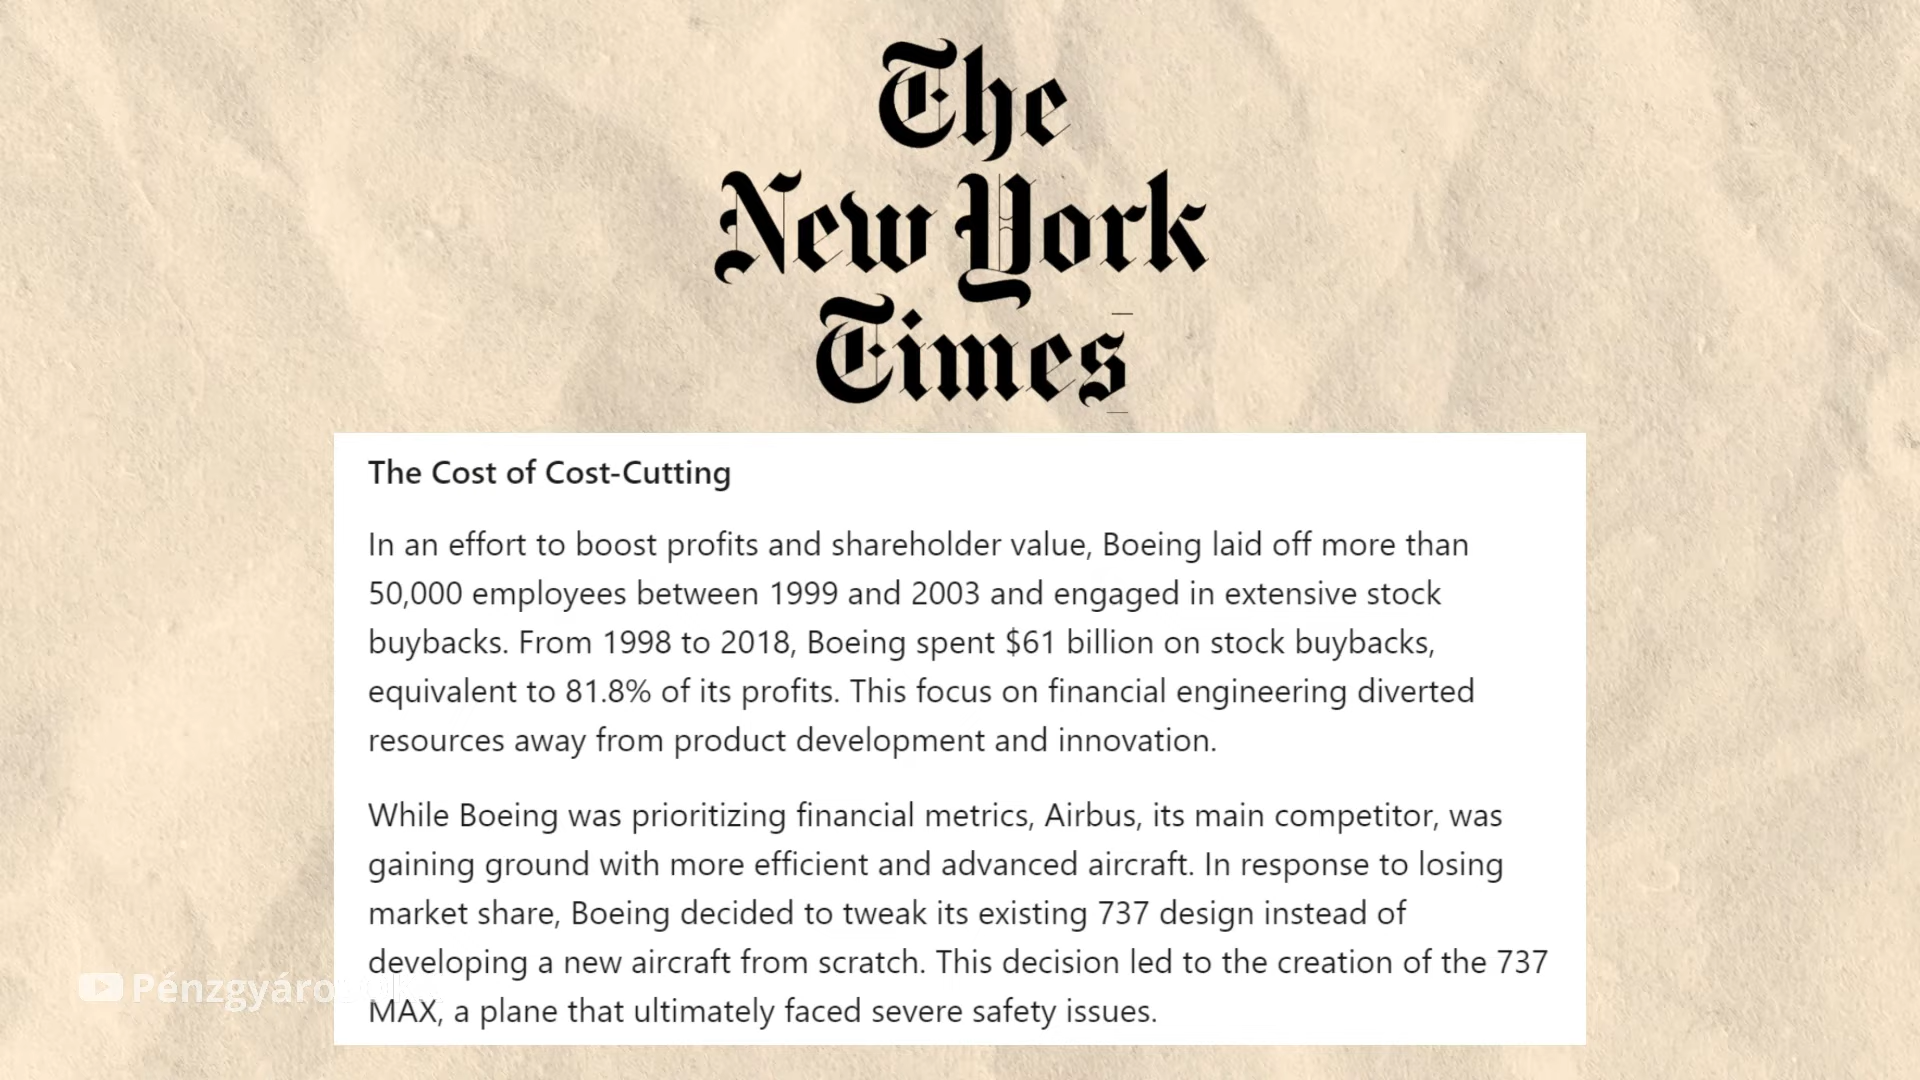 The
New York
Times
The Cost of Cost-Cutting
In an effort to boost profits and shareholder value, Boeing laid off more than
50,000 employees between 1999 and 2003 and engaged in extensive stock
buybacks. From 1998 to 2018, Boeing spent $61 billion on stock buybacks,
equivalent to 81.8% of its profits. This focus on financial engineering diverted
resources away from product development and innovation.
While Boeing was prioritizing financial metrics, Airbus, its main competitor, was
gaining ground with more efficient and advanced aircraft. In response to losing
market share, Boeing decided to tweak its existing 737 design instead of
developing a new aircraft from scratch. This decision led to the creation of the 737
MAX, a plane that ultimately faced severe safety issues.